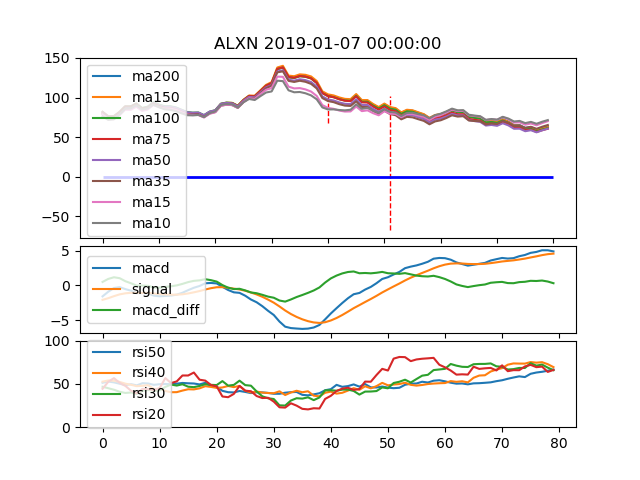 ALXN 2019-01-07 00:00:00
150
100
50
0
−50
ma200
ma150
ma100
ma75
ma50
ma35
ma15
ma10
5
0
−5
macd
signal
macd_diff
100
50
0
rsi50
rsi40
rsi30
rsi20
0 10 20 30 40 50 60 70 80